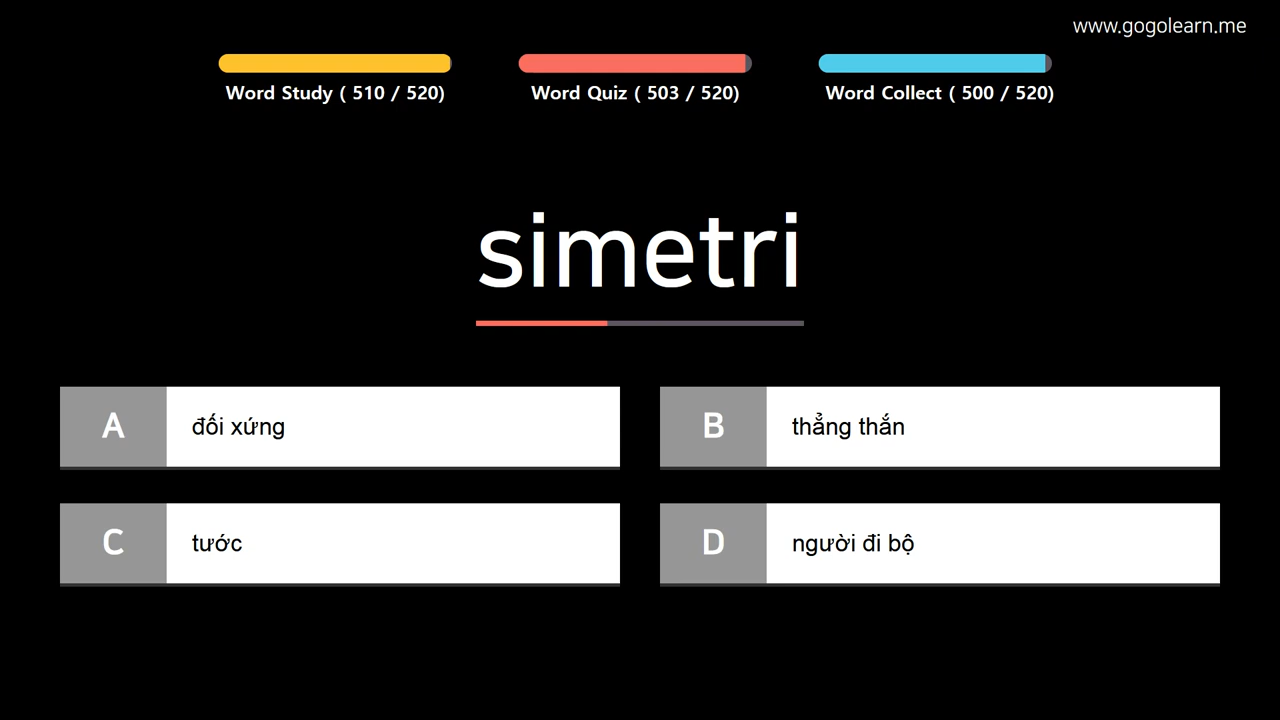 www.gogolearn.me
Word Study ( 510 / 520)
Word Quiz ( 503 / 520)
Word Collect ( 500 / 520)
simetri
A
đối xứng
B
thẳng thắn
C
tước
D
người đi bộ